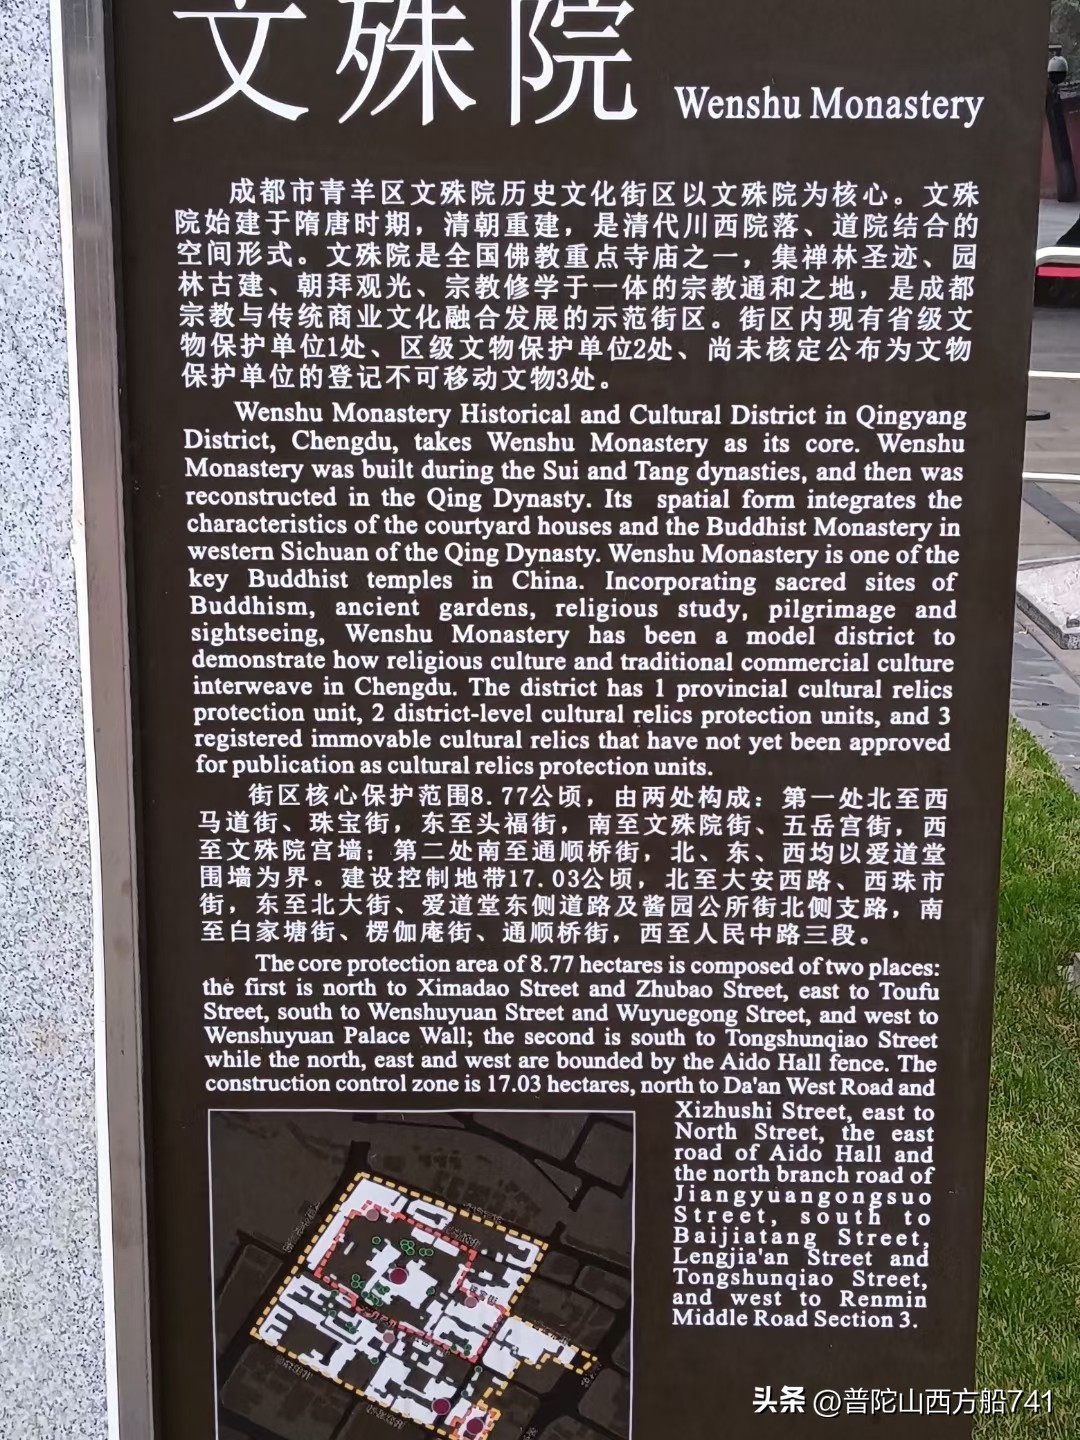 文殊院
Wenshu Monastery
成都市青羊区文殊院历史文化街区以文殊院为核心。文殊
院始建于隋唐时期，清朝重建，是清代川西院落、道院结合的
空间形式。文殊院是全国佛教重点寺庙之一，集禅林圣迹、园
林古建、朝拜观光、宗教修学于一体的宗教通和之地，是成都
宗教与传统商业文化融合发展的示范街区。街区内现有省级文
物保护单位1处、区级文物保护单位2处、尚未核定公布为文物
保护单位的登记不可移动文物3处。
Wenshu Monastery Historical and Cultural District in Qingyang
District, Chengdu, takes Wenshu Monastery as its core. Wenshu
Monastery was built during the Sui and Tang dynasties, and then was
reconstructed in the Qing Dynasty. Its spatial form integrates the
characteristics of the courtyard houses and the Buddhist Monastery in
western Sichuan of the Qing Dynasty. Wenshu Monastery is one of the
key Buddhist temples in China. Incorporating sacred sites of
Buddhism, ancient gardens, religious study, pilgrimage and
sightseeing, Wenshu Monastery has been a model district to
demonstrate how religious culture and traditional commercial culture
interweave in Chengdu. The district has 1 provincial cultural relics
protection unit, 2 district-level cultural relics protection units, and 3
registered immovable cultural relics that have not yet been approved
for publication as cultural relics protection units.
街区核心保护范围8.77公顷，由两处构成：第一处北至西
马道街、珠宝街，东至头福街，南至文殊院街、五岳宫街，西
至文殊院宫墙；第二处南至通顺桥街，北、东、西均以爱道堂
围墙为界。建设控制地带17.03公顷，北至大安西路、西珠市
街，东至北大街、爱道堂东侧道路及酱园公所街北侧支路，南
至白家塘街、楞伽庵街、通顺桥街，西至人民中路三段。
The core protection area of 8.77 hectares is composed of two places:
the first is north to Ximadao Street and Zhubao Street, east to Toufu
Street, south to Wenshuyuan Street and Wuyuegong Street, and west to
Wenshuyuan Palace Wall; the second is south to Tongshunqiao Street
while the north, east and west are bounded by the Aido Hall fence. The
construction control zone is 17.03 hectares, north to Da'an West Road and
Xizhushi Street, east to
North Street, the east
road of Aido Hall and
the north branch road of
Jiangyuangongsuo
Street, south to
Baijiatang Street,
Lengjia'an Street and
Tongshunqiao Street,
and west to Renmin
Middle Road Section 3.
头条 @普陀山西方船741